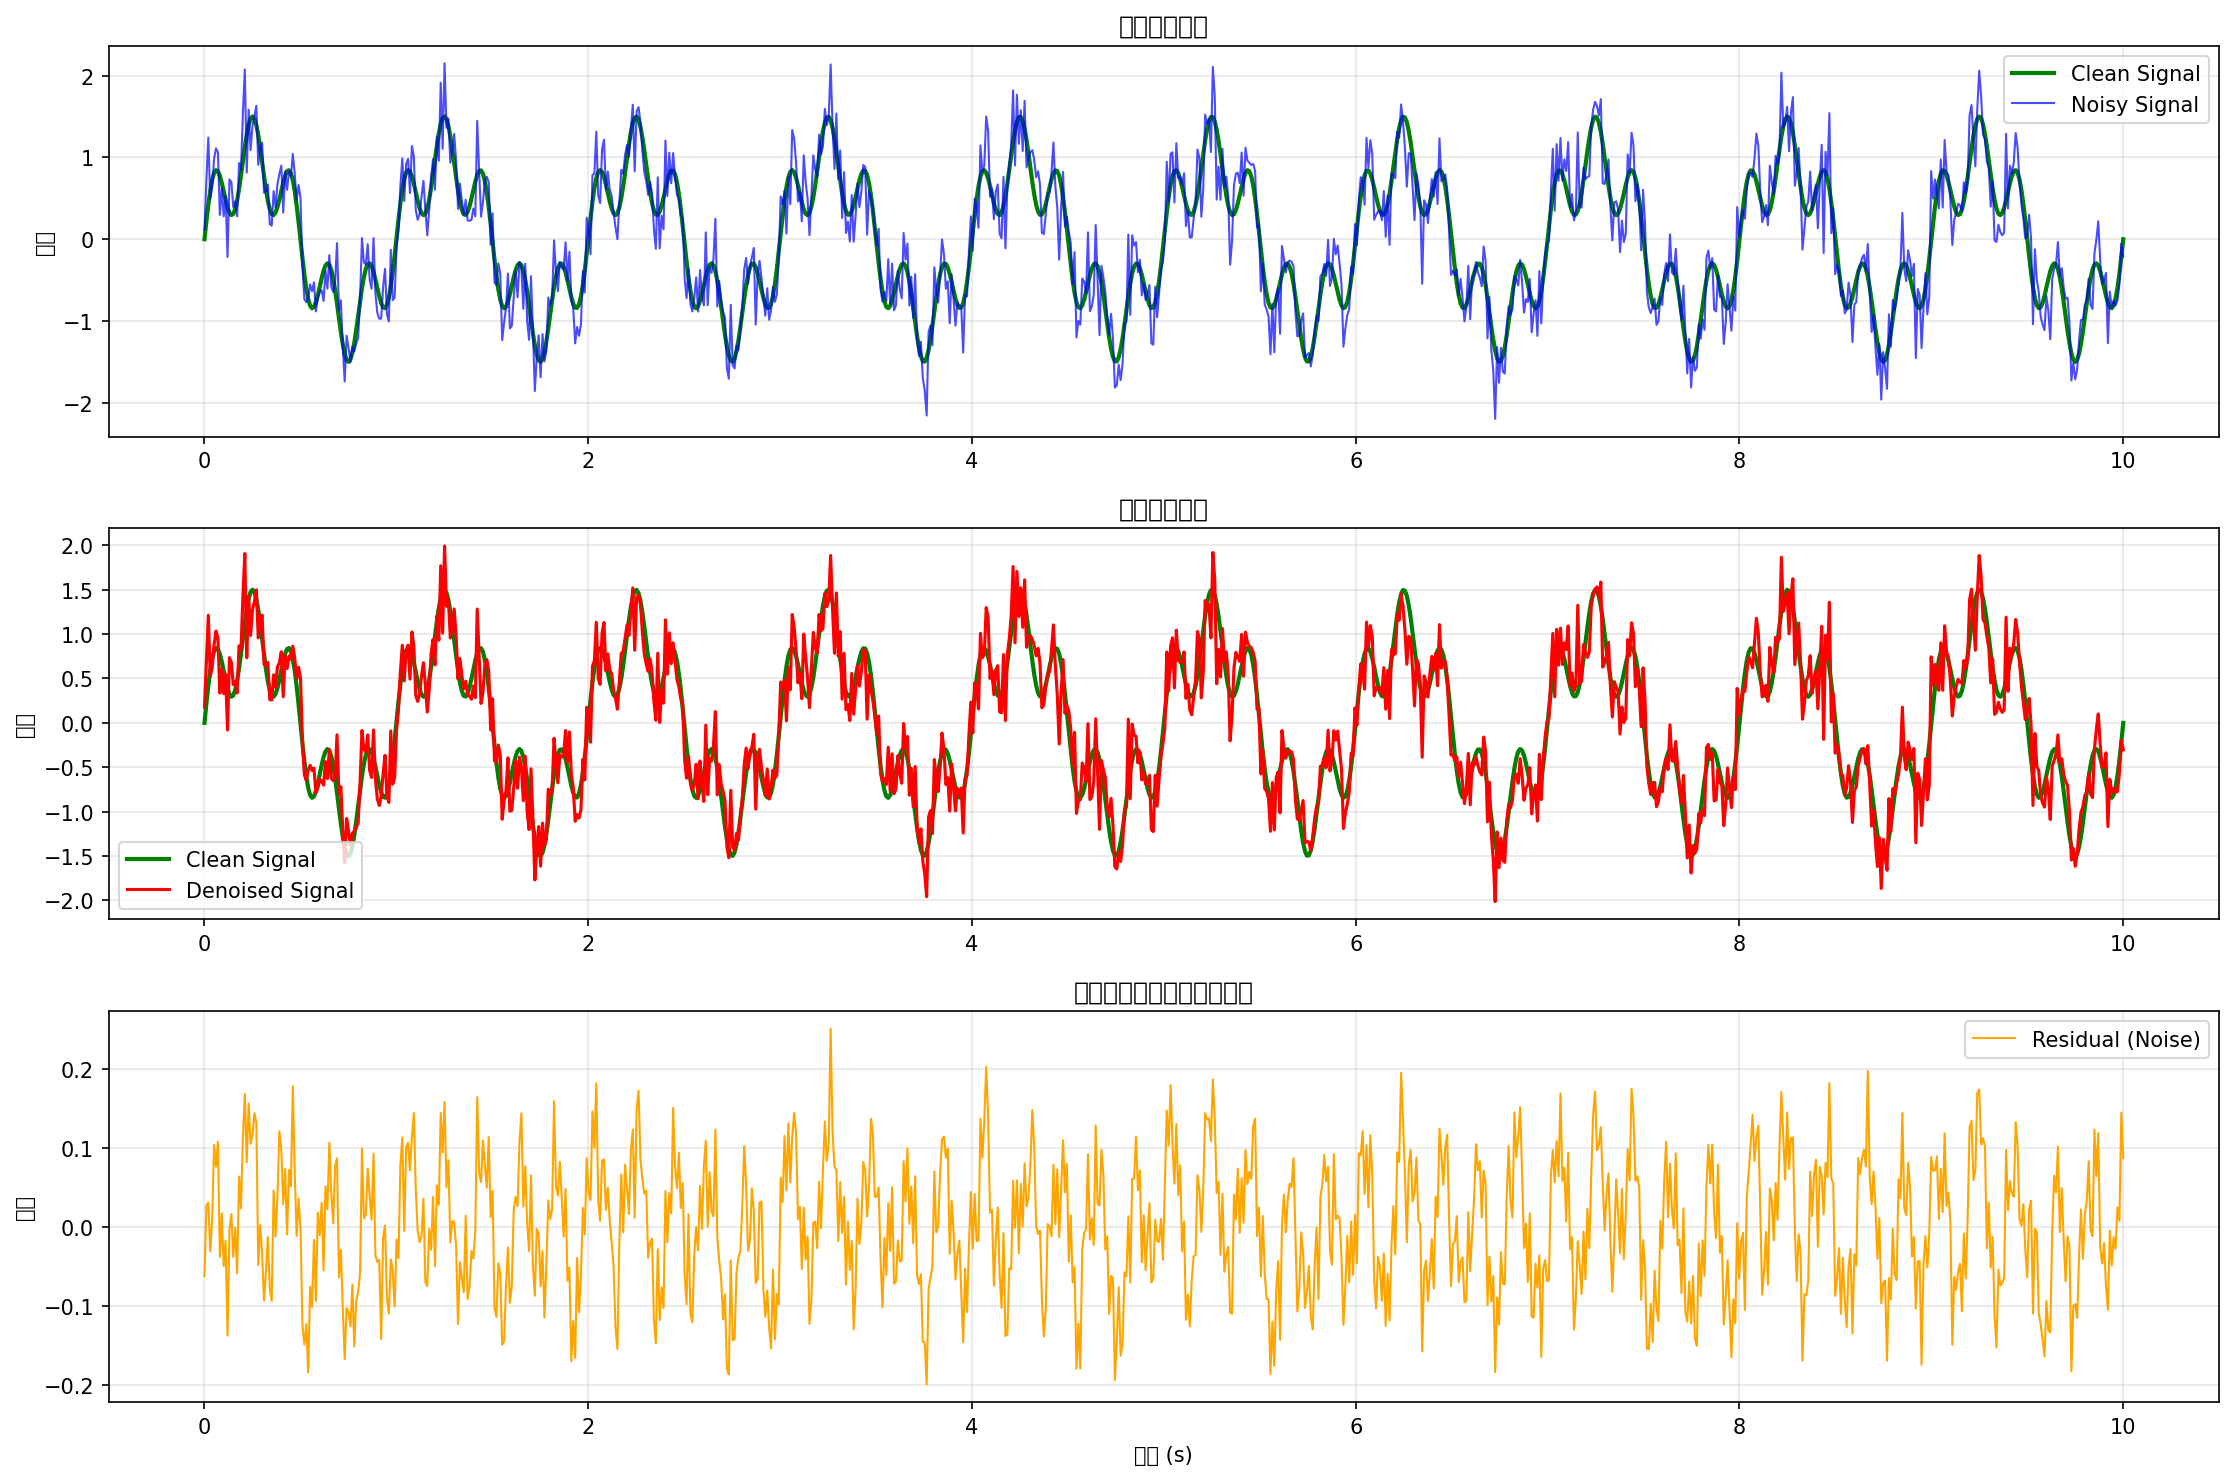 2
1
0
−1
−2
Clean Signal
Noisy Signal
0 2 4 6 8 10
2.0
1.5
1.0
0.5
0.0
−0.5
−1.0
−1.5
−2.0
Clean Signal
Denoised Signal
0 2 4 6 8 10
0.2
0.1
0.0
−0.1
−0.2
Residual (Noise)
0 2 4 6 8 10
(s)